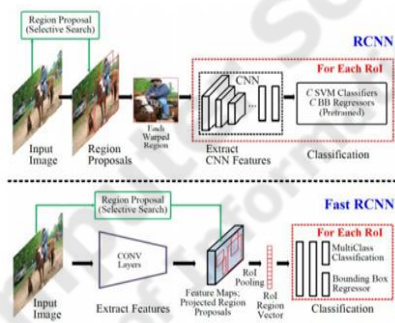 Region Proposal
(Selective Search)
RCNN
For Each RoI
CNN
...
C SVM Classifiers
C BB Regressors
(Pretrained)
Input
Image
Region
Proposals
Each
Warped
Region
Extract
CNN Features
Classification
Region Proposal
(Selective Search)
Fast RCNN
For Each RoI
CONV
Layers
MultiClass
Classification
Bounding Box
Regressor
RoI
Pooling
Input
Image
Extract Features
Feature Maps;
Projected Region
Proposals
RoI
Region
Vector
Classification